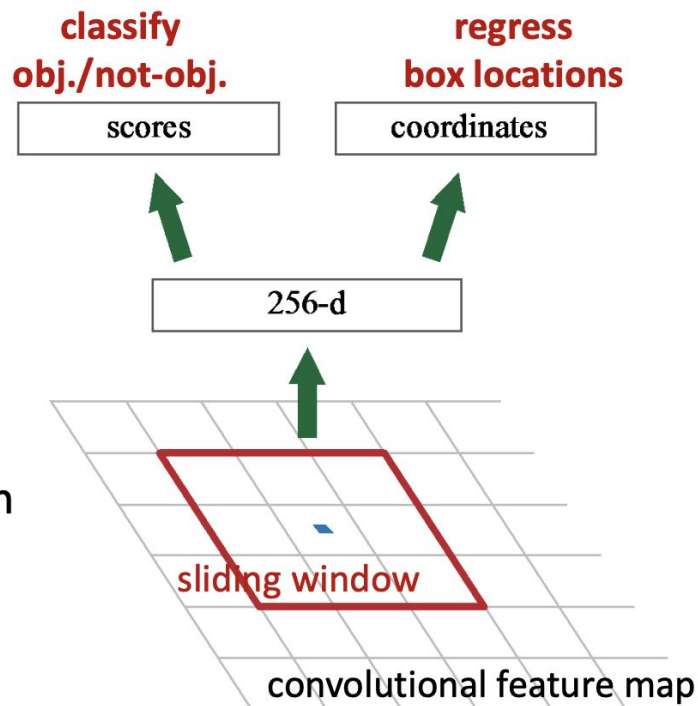 classify
obj./not-obj.
regress
box locations
scores
coordinates
256-d
n
sliding window
convolutional feature map